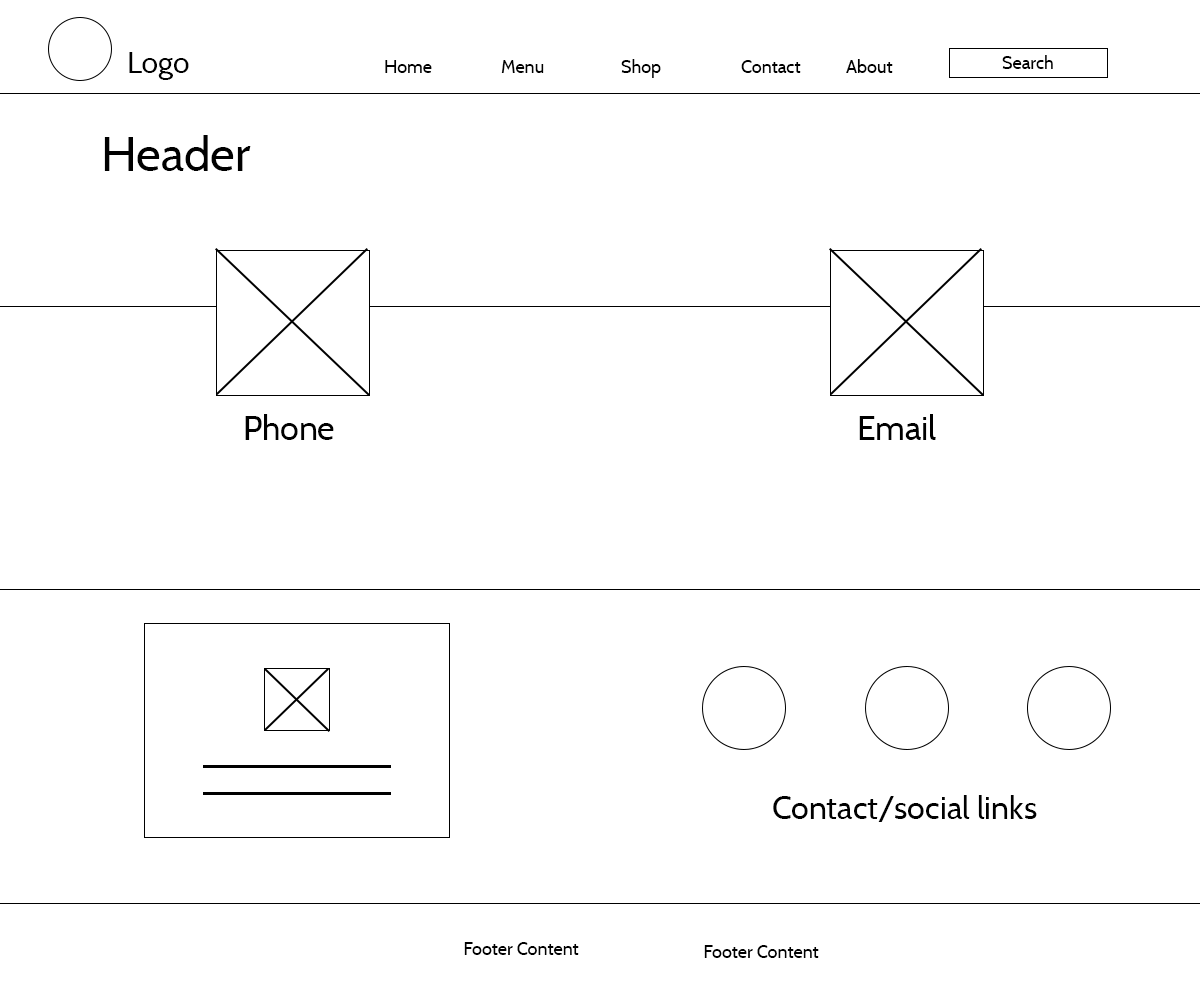 Logo
Home Menu Shop Contact About Search
Header
Phone Email
Contact/social links
Footer Content Footer Content